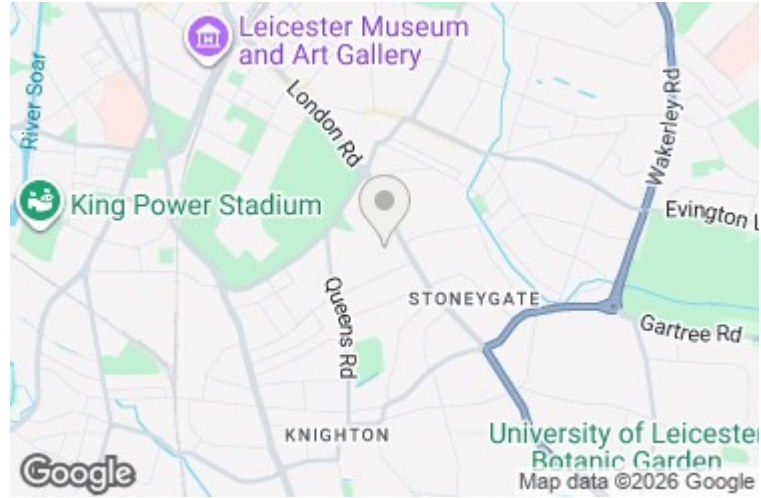 Leicester Museum
and Art Gallery
London Rd
River Soar
Wakerley Rd
King Power Stadium
Evington L
STONEYGATE
Queens Rd
Gartree Rd
KNIGHTON
University of Leicester
Botanic Garden
Google
Map data ©2026 Google